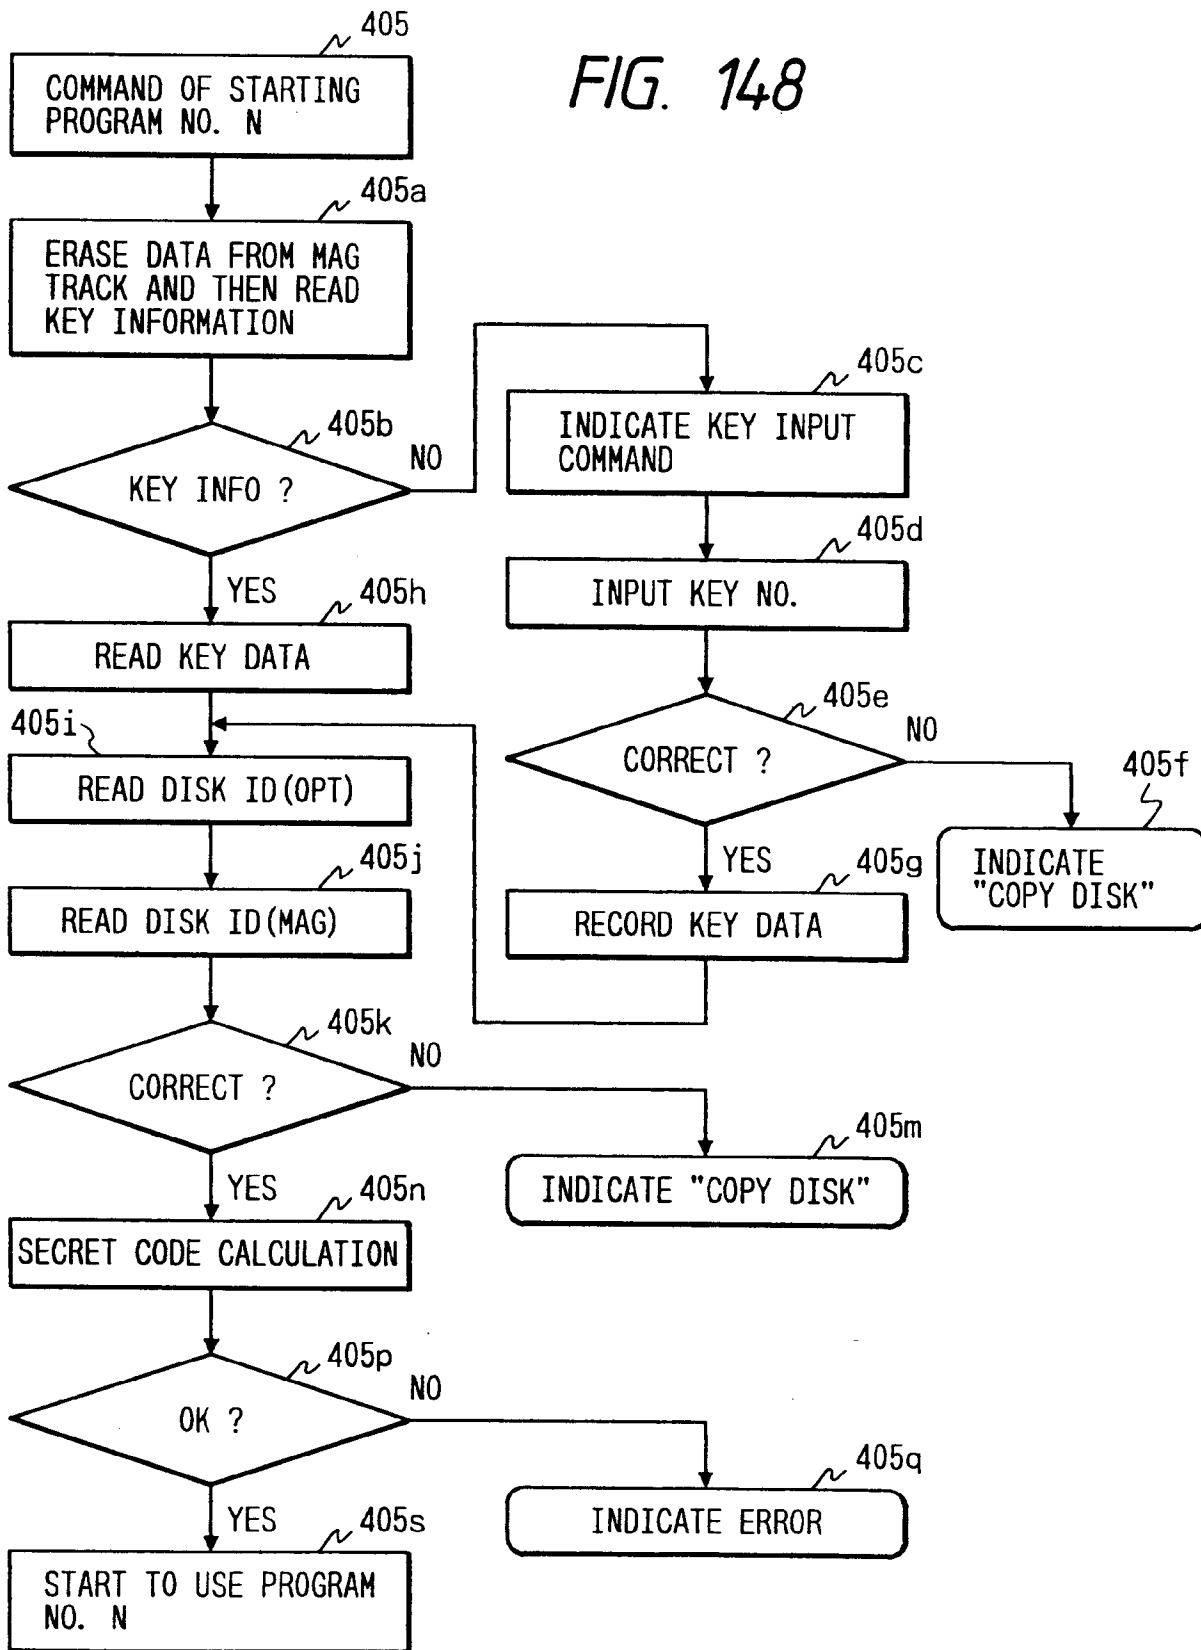 FIG. 148
405
COMMAND OF STARTING
PROGRAM NO. N
405a
ERASE DATA FROM MAG
TRACK AND THEN READ
KEY INFORMATION
405b
KEY INFO ?
NO
YES
405c
INDICATE KEY INPUT
COMMAND
405d
INPUT KEY NO.
405e
CORRECT ?
NO
405f
INDICATE
"COPY DISK"
YES
405g
RECORD KEY DATA
405h
READ KEY DATA
405i
READ DISK ID(OPT)
405j
READ DISK ID(MAG)
405k
CORRECT ?
NO
405m
INDICATE "COPY DISK"
YES
405n
SECRET CODE CALCULATION
405p
OK ?
NO
405q
INDICATE ERROR
YES
405s
START TO USE PROGRAM
NO. N